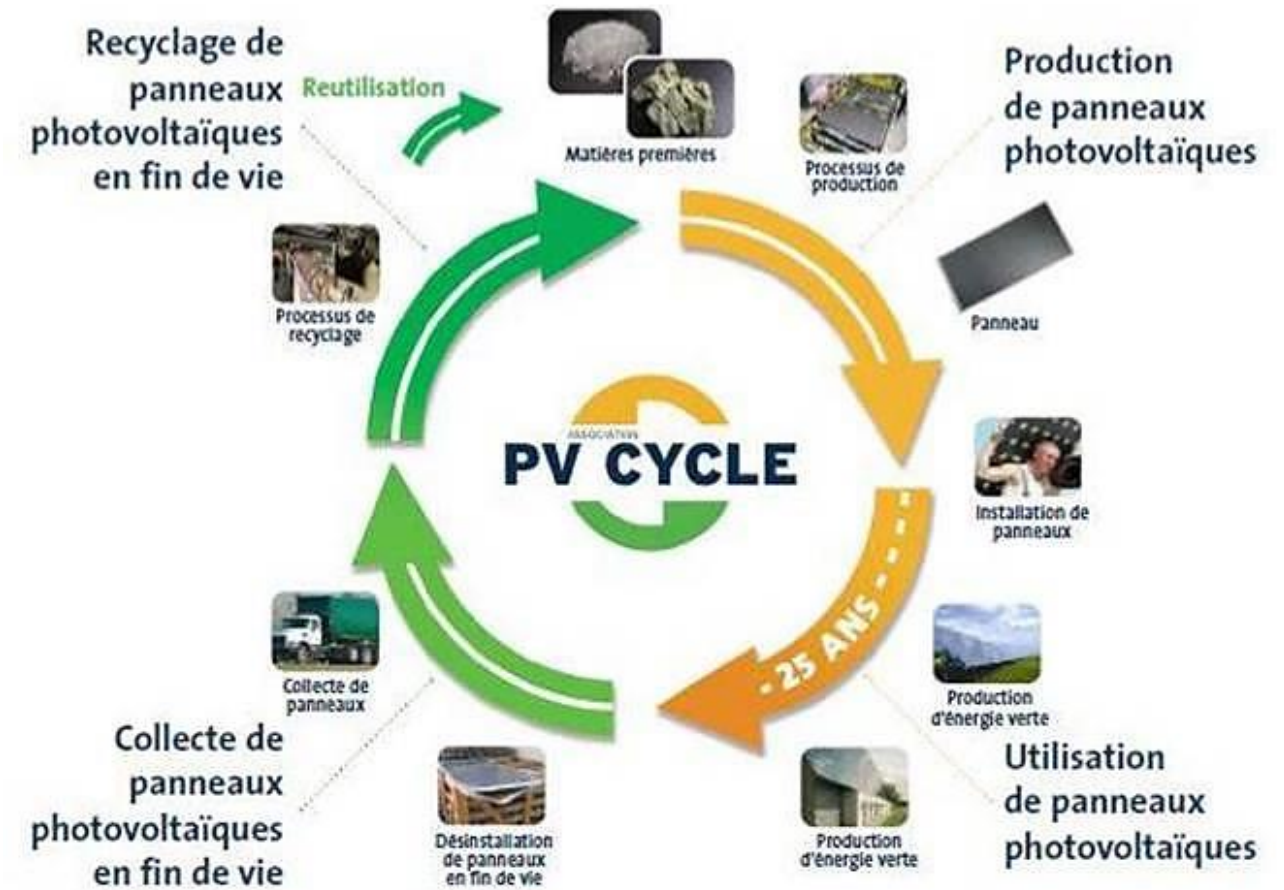 Recyclage de
panneaux
photovoltaïques
en fin de vie
Reutilisation
Matières premières
Processus de
production
Production
de panneaux
photovoltaïques
Panneau
Processus de
recyclage
ASSOCIATION
PV CYCLE
Installation de
panneaux
- 25 ANS - - - -
Production
d'énergie verte
Utilisation
de panneaux
photovoltaïques
Production
d'énergie verte
Désinstallation
de panneaux
en fin de vie
Collecte de
panneaux
Collecte de
panneaux
photovoltaïques
en fin de vie